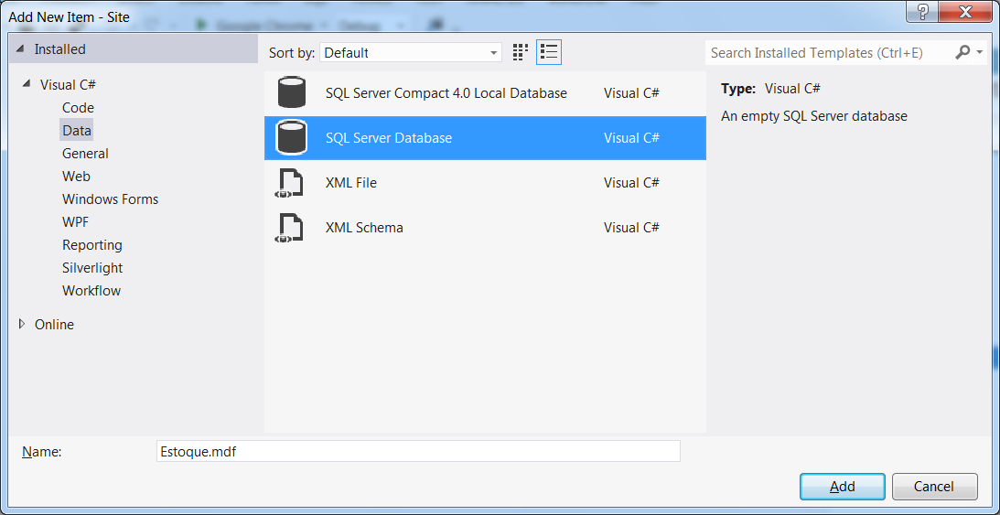 Add New Item - Site
Installed
Sort by: Default
Search Installed Templates (Ctrl+E)
Visual C#
Code
Data
General
Web
Windows Forms
WPF
Reporting
Silverlight
Workflow
Online
SQL Server Compact 4.0 Local Database Visual C#
SQL Server Database Visual C#
XML File Visual C#
XML Schema Visual C#
Type: Visual C#
An empty SQL Server database
Name: Estoque.mdf
Add Cancel